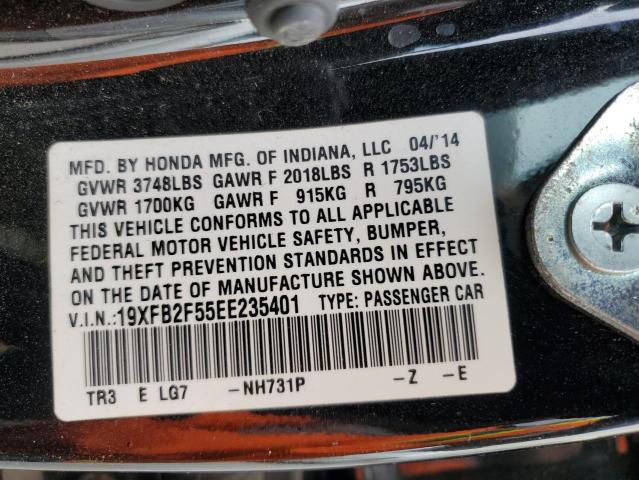 MFD. BY HONDA MFG. OF INDIANA, LLC 04/'14
GVWR 3748LBS GAWR F 2018LBS R 1753LBS
GVWR 1700KG GAWR F 915KG R 795KG
THIS VEHICLE CONFORMS TO ALL APPLICABLE
FEDERAL MOTOR VEHICLE SAFETY, BUMPER,
AND THEFT PREVENTION STANDARDS IN EFFECT
ON THE DATE OF MANUFACTURE SHOWN ABOVE.
V.I.N.:19XFB2F55EE235401 TYPE: PASSENGER CAR
TR3 E LG7 -NH731P -Z -E